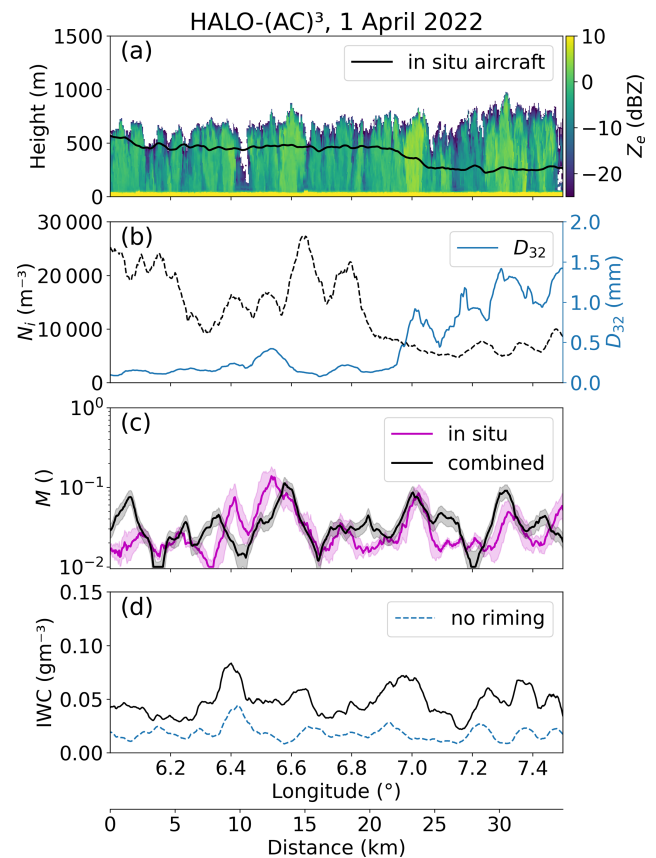 HALO-(AC)³, 1 April 2022
(a)
in situ aircraft
Height (m)
1500
1000
500
0
10
0
−10
−20
Zₑ (dBZ)
(b)
D₃₂
Nᵢ (m⁻³)
30 000
20 000
10 000
0
2.0
1.5
1.0
0.5
0.0
D₃₂ (mm)
(c)
in situ
combined
M ()
10⁰
10⁻¹
10⁻²
(d)
no riming
IWC (gm⁻³)
0.15
0.10
0.05
0.00
6.2 6.4 6.6 6.8 7.0 7.2 7.4
Longitude (°)
0 5 10 15 20 25 30
Distance (km)